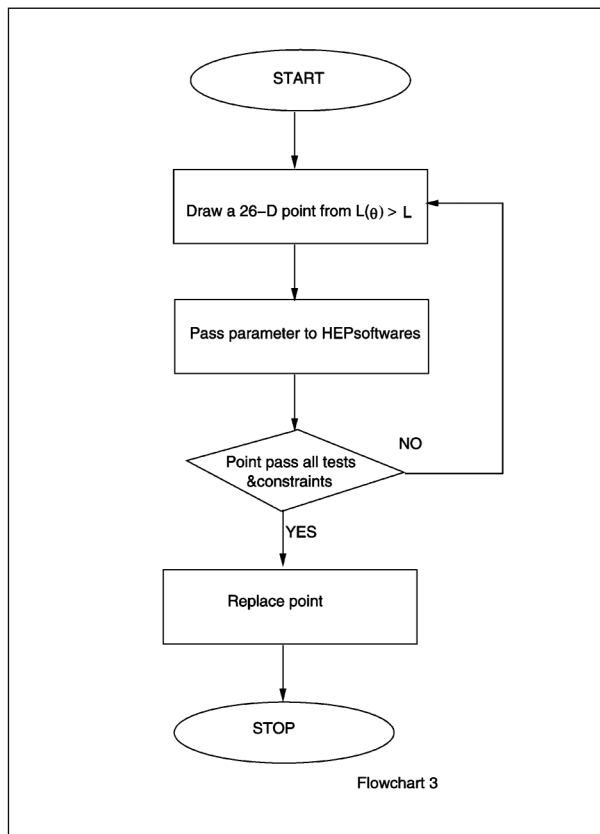 START
Draw a 26–D point from L(θ) > L
Pass parameter to HEPsoftwares
Point pass all tests
&constraints
NO
YES
Replace point
STOP
Flowchart 3